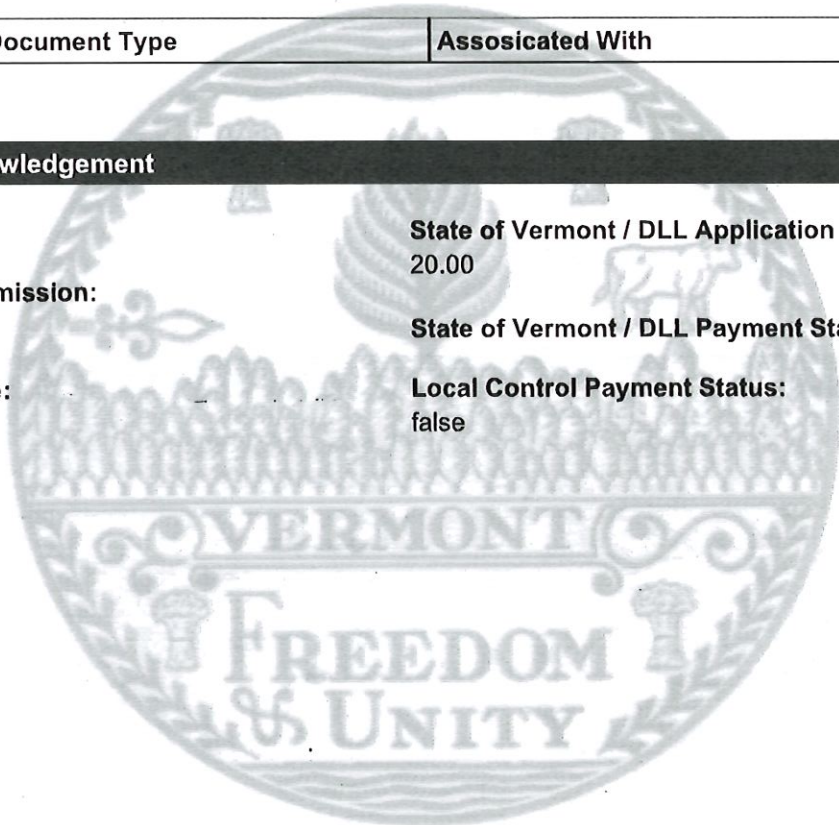 Document Type
Assosicated With
wledgement
State of Vermont / DLL Application
20.00
mission:
State of Vermont / DLL Payment Sta
:
Local Control Payment Status:
false
VERMONT
FREEDOM
& UNITY